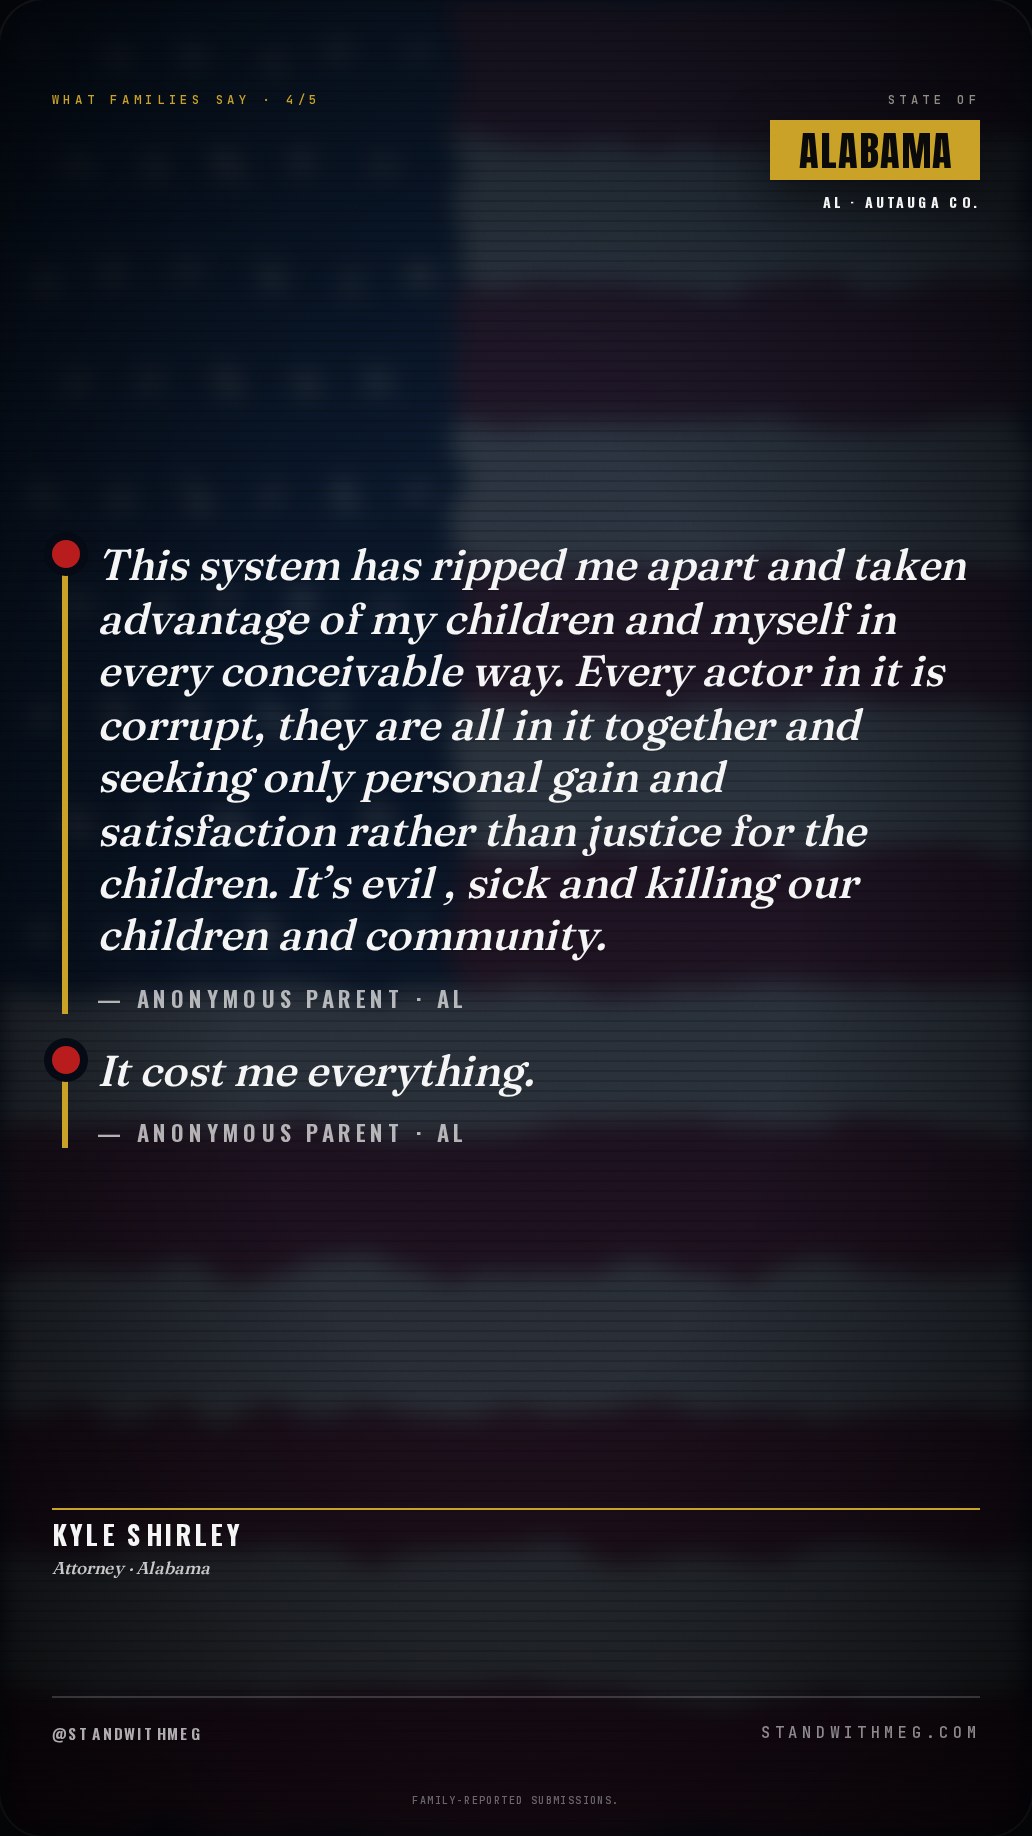 WHAT FAMILIES SAY · 4/5
STATE OF
ALABAMA
AL · AUTAUGA CO.
This system has ripped me apart and taken
advantage of my children and myself in
every conceivable way. Every actor in it is
corrupt, they are all in it together and
seeking only personal gain and
satisfaction rather than justice for the
children. It’s evil , sick and killing our
children and community.
— ANONYMOUS PARENT · AL
It cost me everything.
— ANONYMOUS PARENT · AL
KYLE SHIRLEY
Attorney · Alabama
@STANDWITHMEG
STANDWITHMEG.COM
FAMILY-REPORTED SUBMISSIONS.